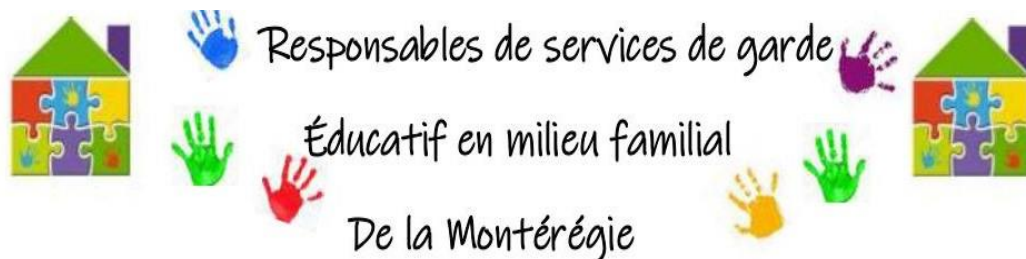 Responsables de services de garde
Éducatif en milieu familial
De la Montérégie